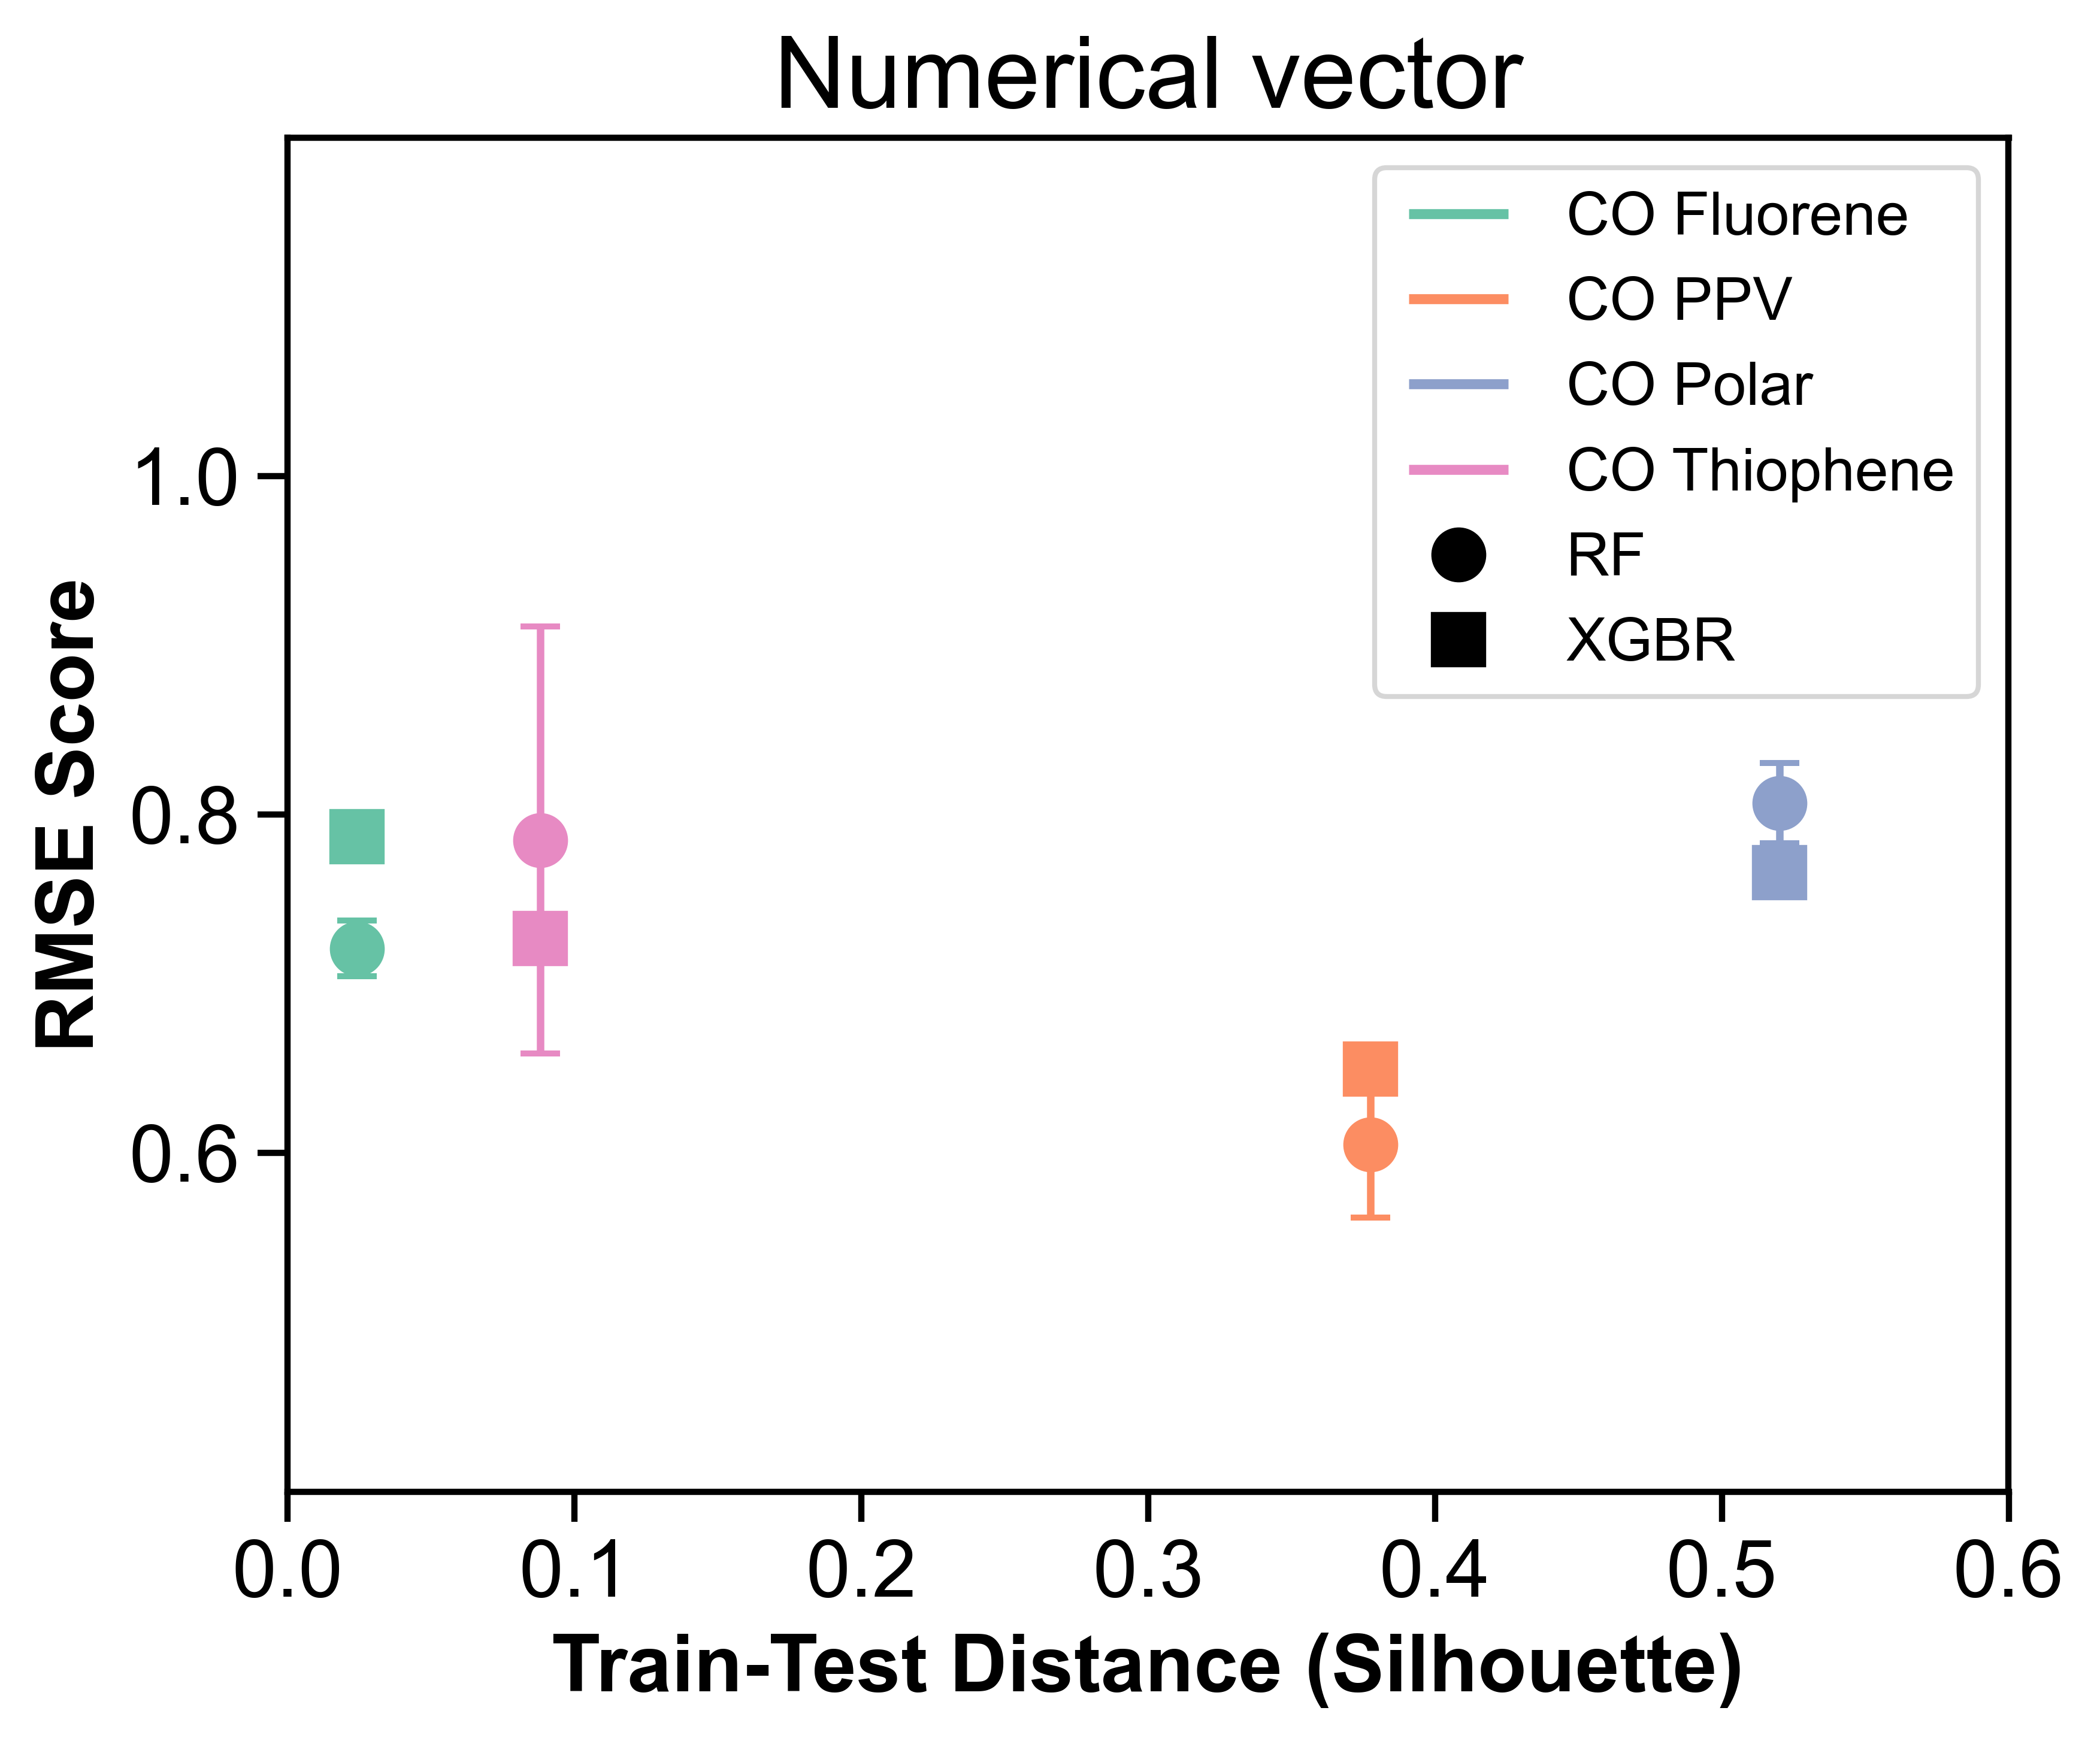 Numerical vector
CO Fluorene
CO PPV
CO Polar
CO Thiophene
RF
XGBR
RMSE Score
1.0
0.8
0.6
0.0 0.1 0.2 0.3 0.4 0.5 0.6
Train-Test Distance (Silhouette)